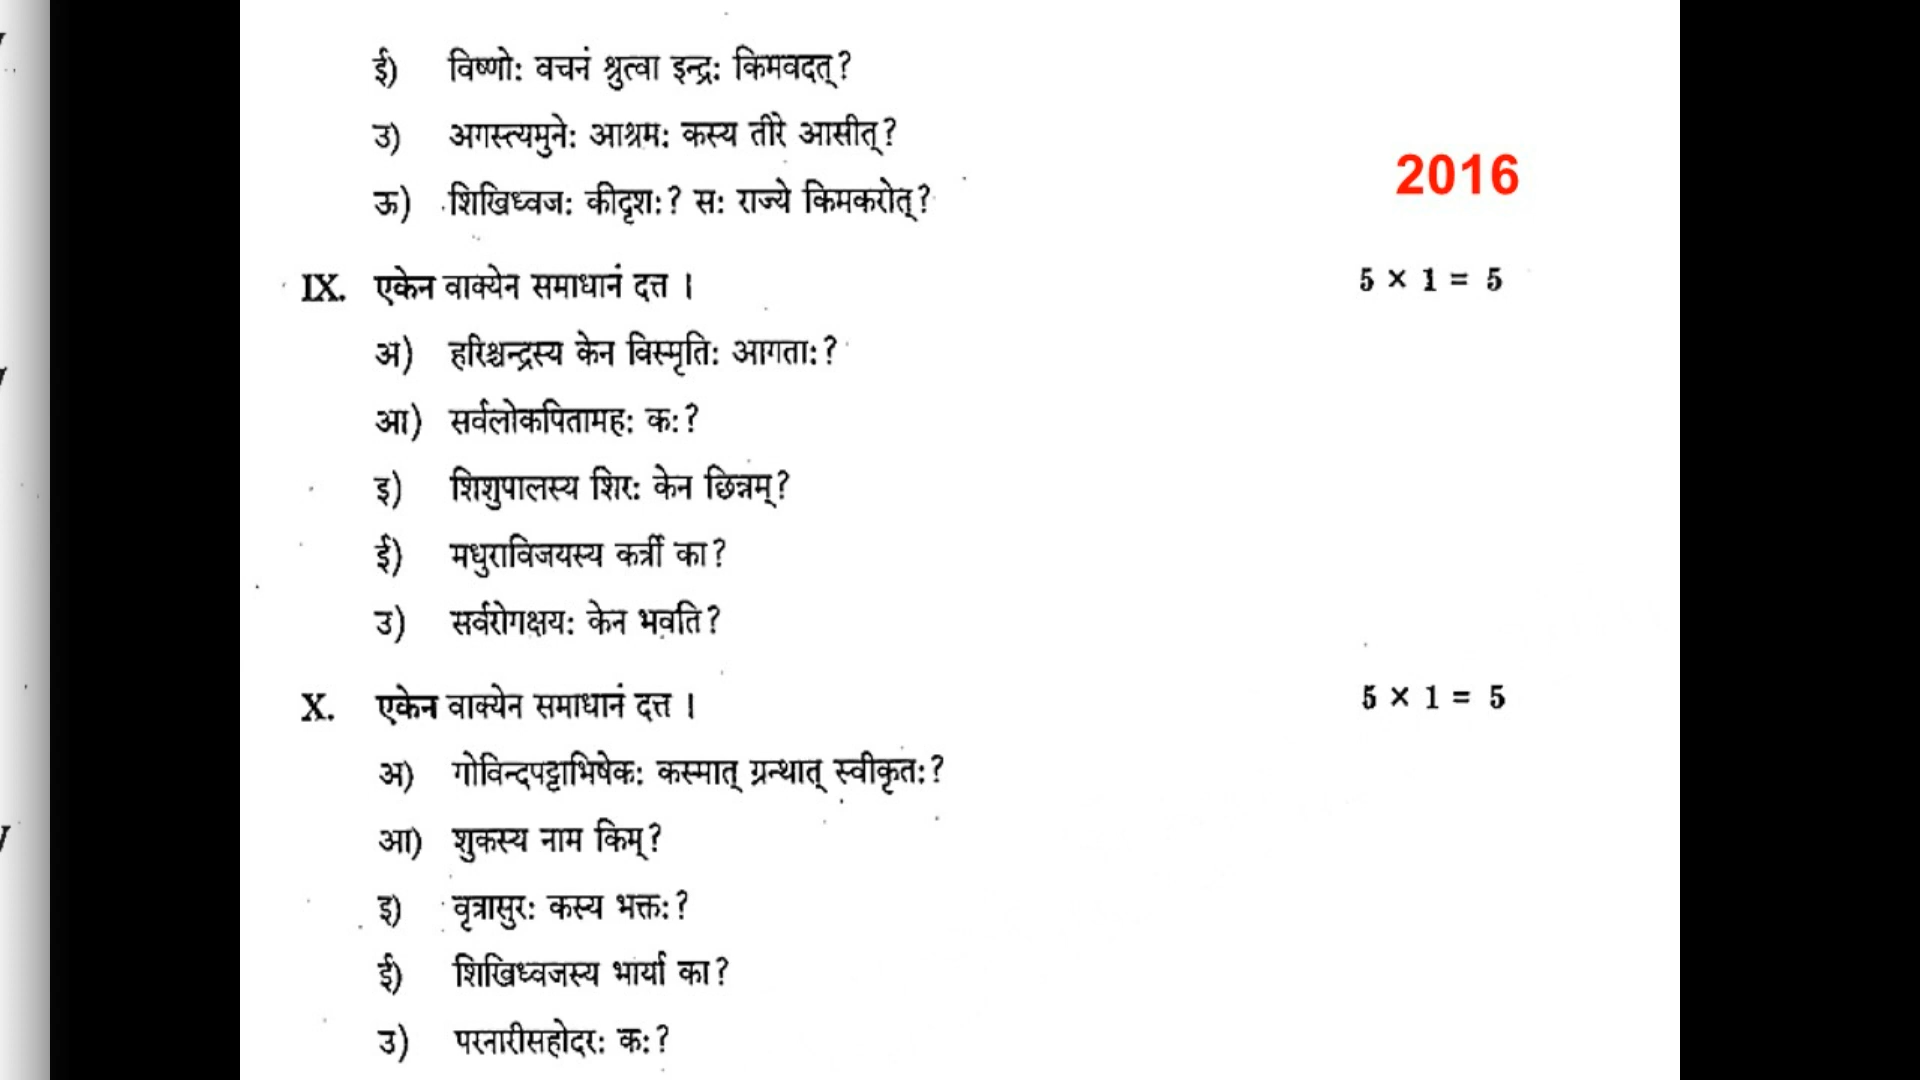 ई) विष्णोः वचनं श्रुत्वा इन्द्रः किमवदत्?
उ) अगस्त्यमुनेः आश्रमः कस्य तीरे आसीत्?
2016
ऊ) शिखिध्वजः कीदृशः? सः राज्ये किमकरोत्?
IX. एकेन वाक्येन समाधानं दत्त । 5 × 1 = 5
अ) हरिश्चन्द्रस्य केन विस्मृतिः आगताः?
आ) सर्वलोकपितामहः कः?
इ) शिशुपालस्य शिरः केन छिन्नम्?
ई) मधुराविजयस्य कर्त्री का?
उ) सर्वरोगक्षयः केन भवति?
X. एकेन वाक्येन समाधानं दत्त । 5 × 1 = 5
अ) गोविन्दपट्टाभिषेकः कस्मात् ग्रन्थात् स्वीकृतः?
आ) शुकस्य नाम किम्?
इ) वृत्रासुरः कस्य भक्तः?
ई) शिखिध्वजस्य भार्या का?
उ) परनारीसहोदरः कः?